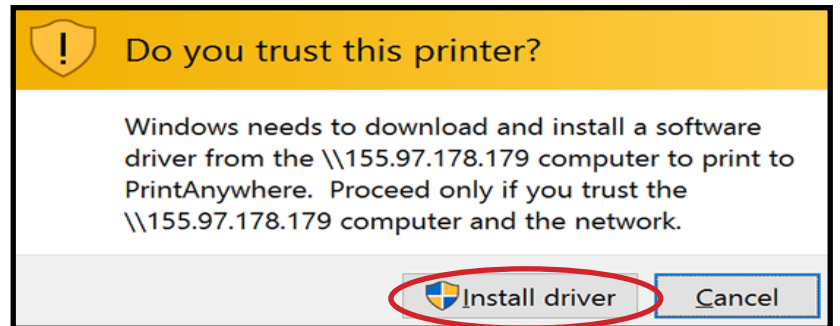 Do you trust this printer?
Windows needs to download and install a software
driver from the \\155.97.178.179 computer to print to
PrintAnywhere.  Proceed only if you trust the
\\155.97.178.179 computer and the network.
Install driver
Cancel